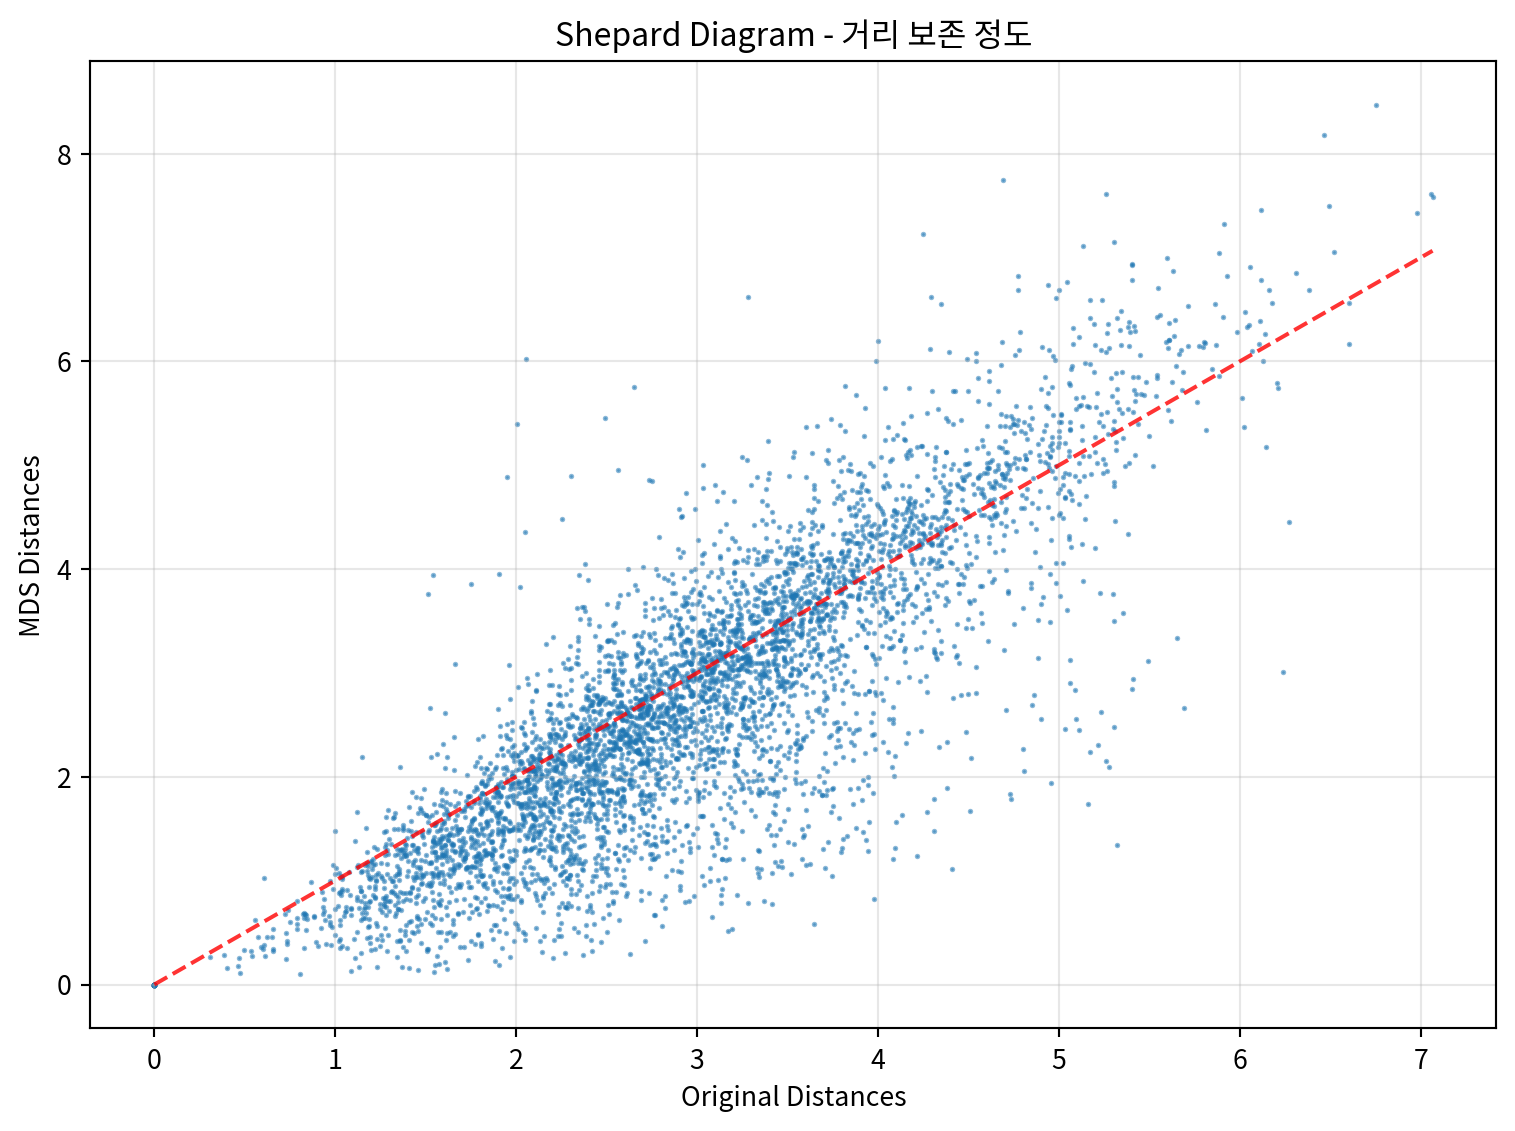 Shepard Diagram - 거리 보존 정도
MDS Distances
8
6
4
2
0
0 1 2 3 4 5 6 7
Original Distances